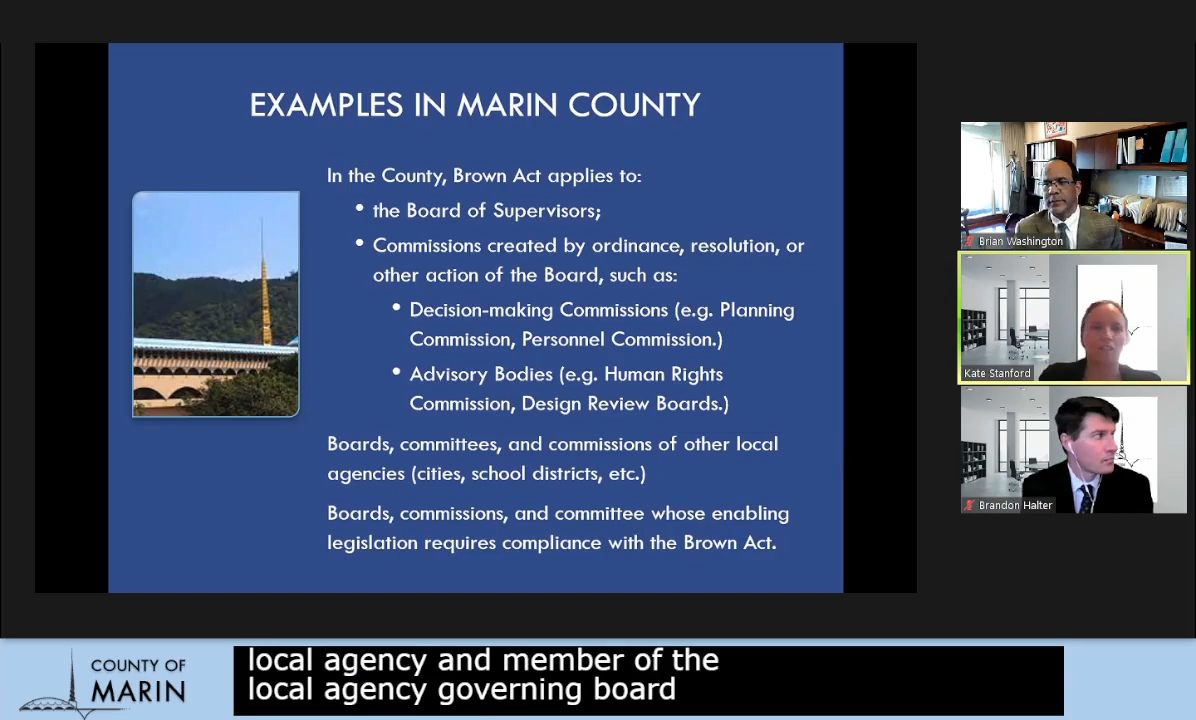 EXAMPLES IN MARIN COUNTY
In the County, Brown Act applies to:
• the Board of Supervisors;
• Commissions created by ordinance, resolution, or
other action of the Board, such as:
• Decision-making Commissions (e.g. Planning
Commission, Personnel Commission.)
• Advisory Bodies (e.g. Human Rights
Commission, Design Review Boards.)
Boards, committees, and commissions of other local
agencies (cities, school districts, etc.)
Boards, commissions, and committee whose enabling
legislation requires compliance with the Brown Act.
Brian Washington
Kate Stanford
Brandon Halter
COUNTY OF
MARIN
local agency and member of the
local agency governing board